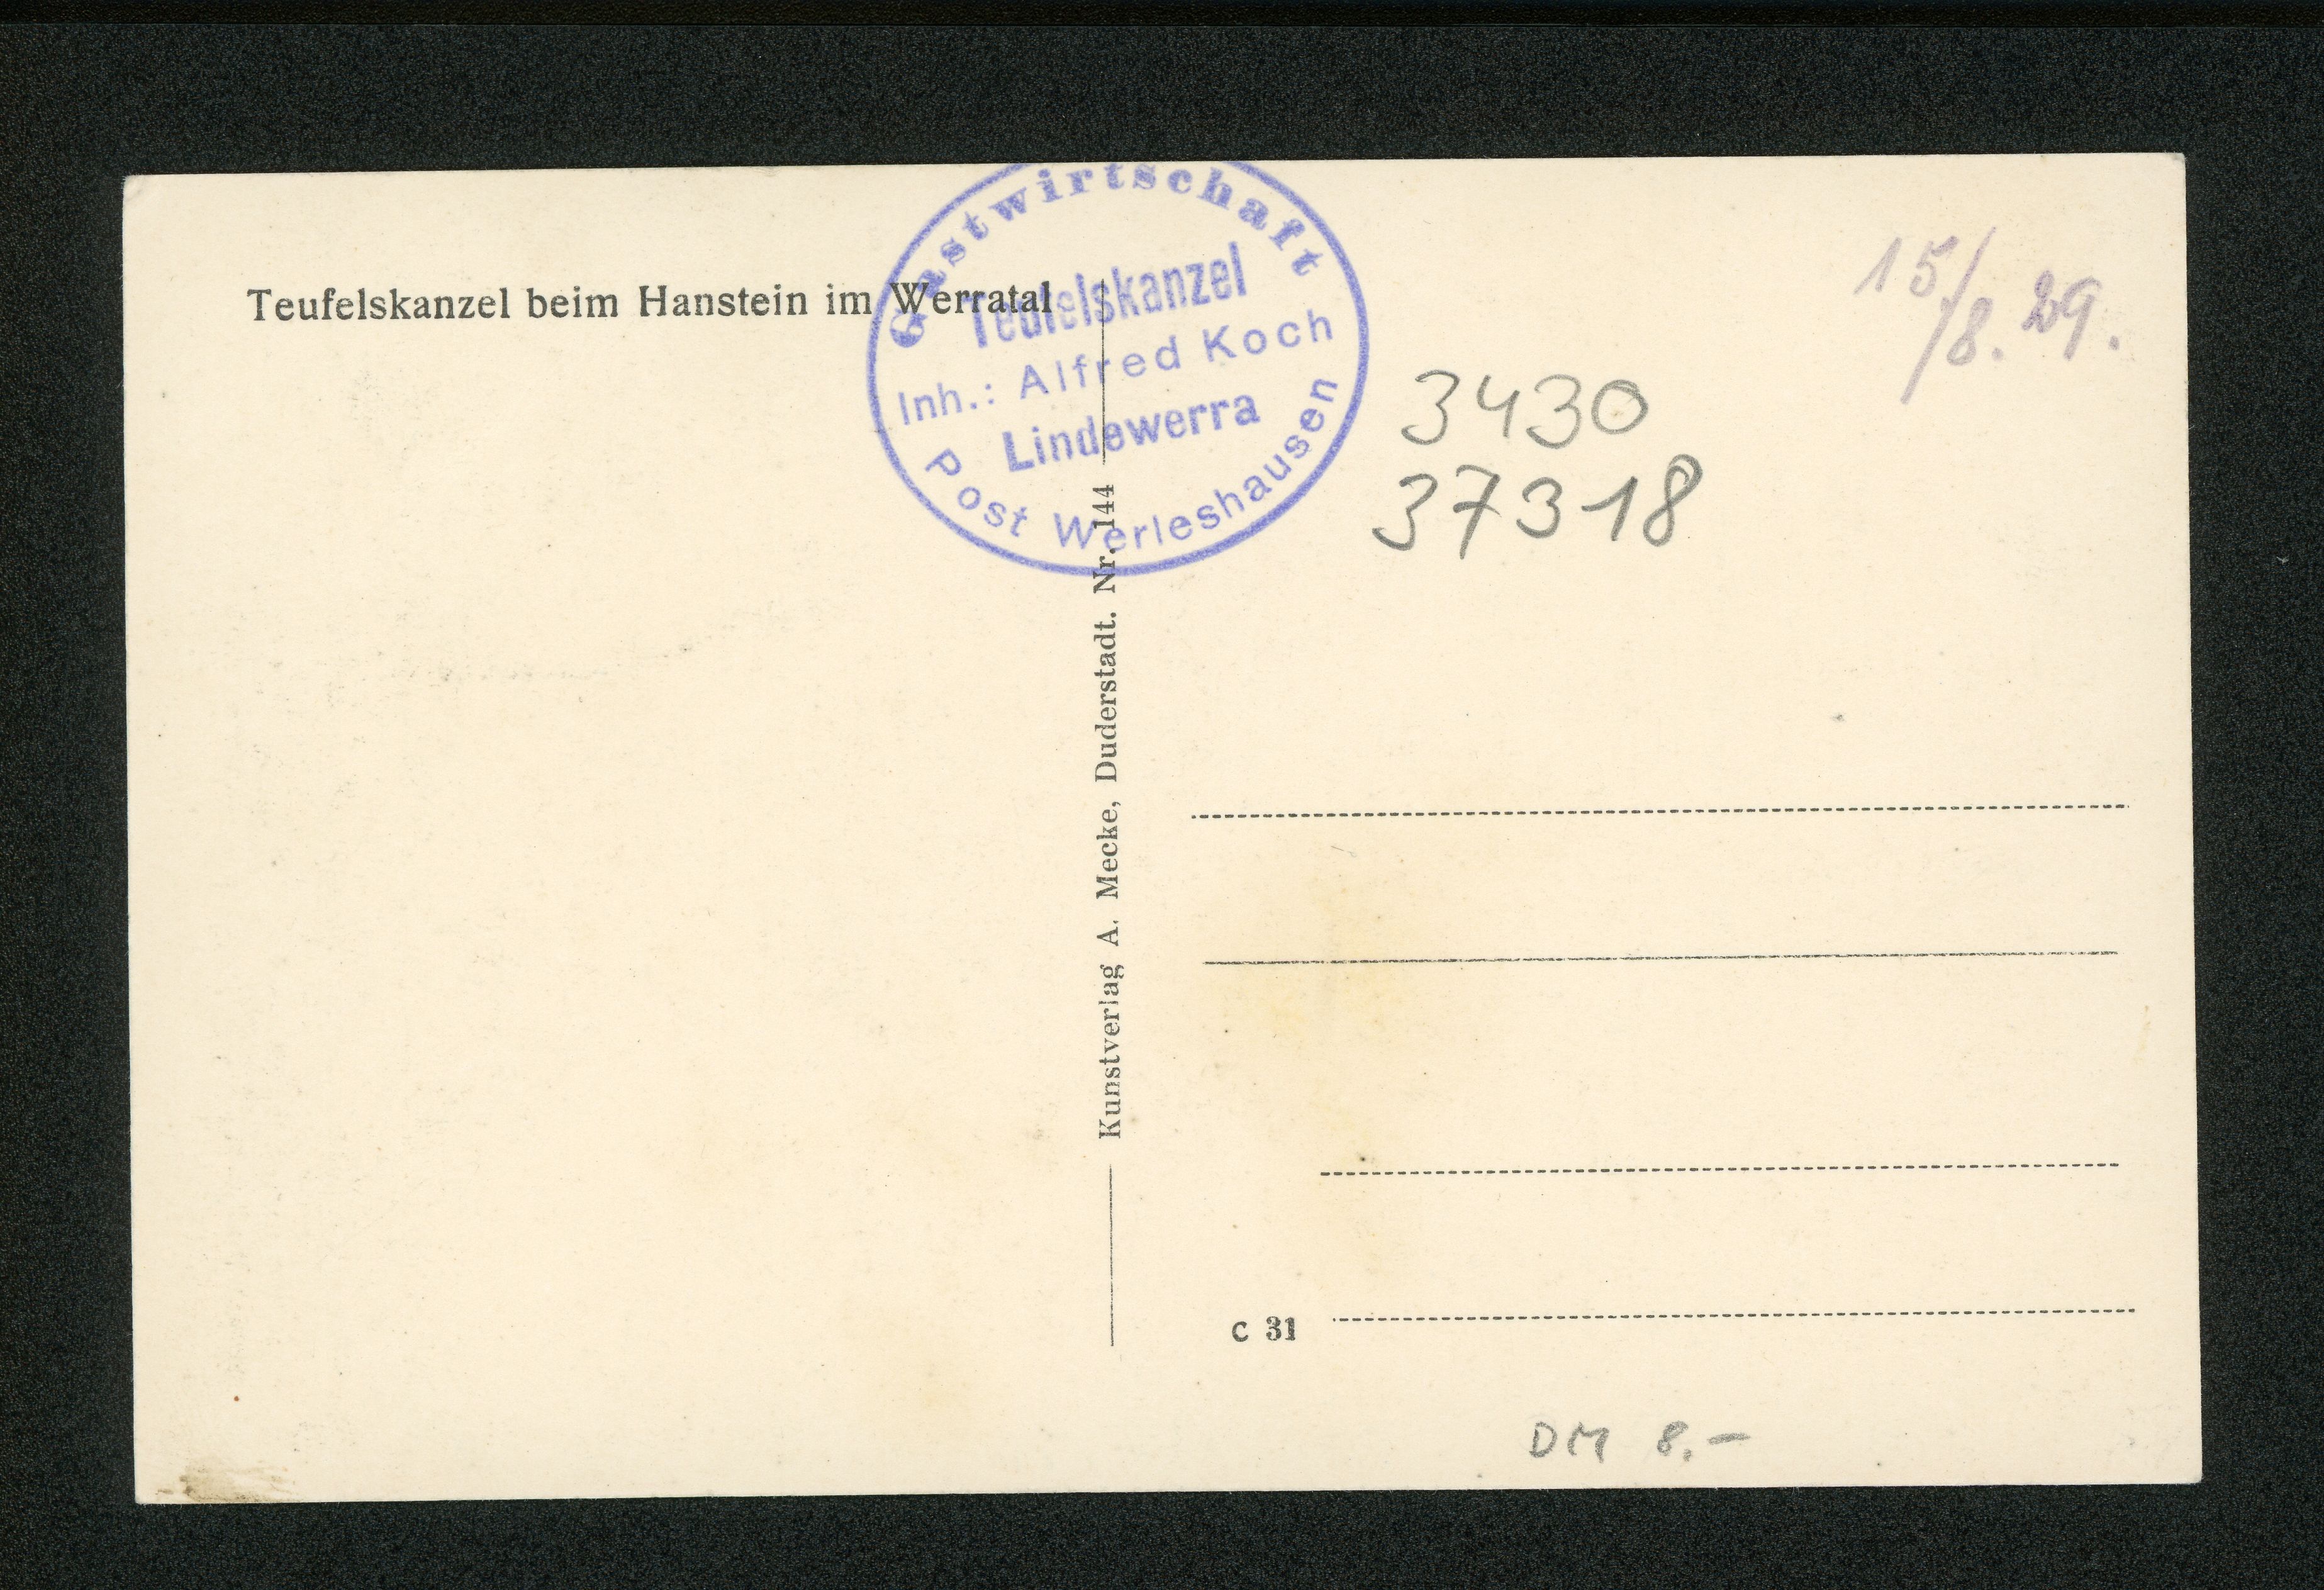 Teufelskanzel beim Hanstein im Werratal
Gastwirtschaft
Teufelskanzel
Inh.: Alfred Koch
Lindewerra
Post Werleshausen
15/8. 29.
3430
37318
Kunstverlag A. Mecke, Duderstadt. Nr. 144
C 31
DM 8.-